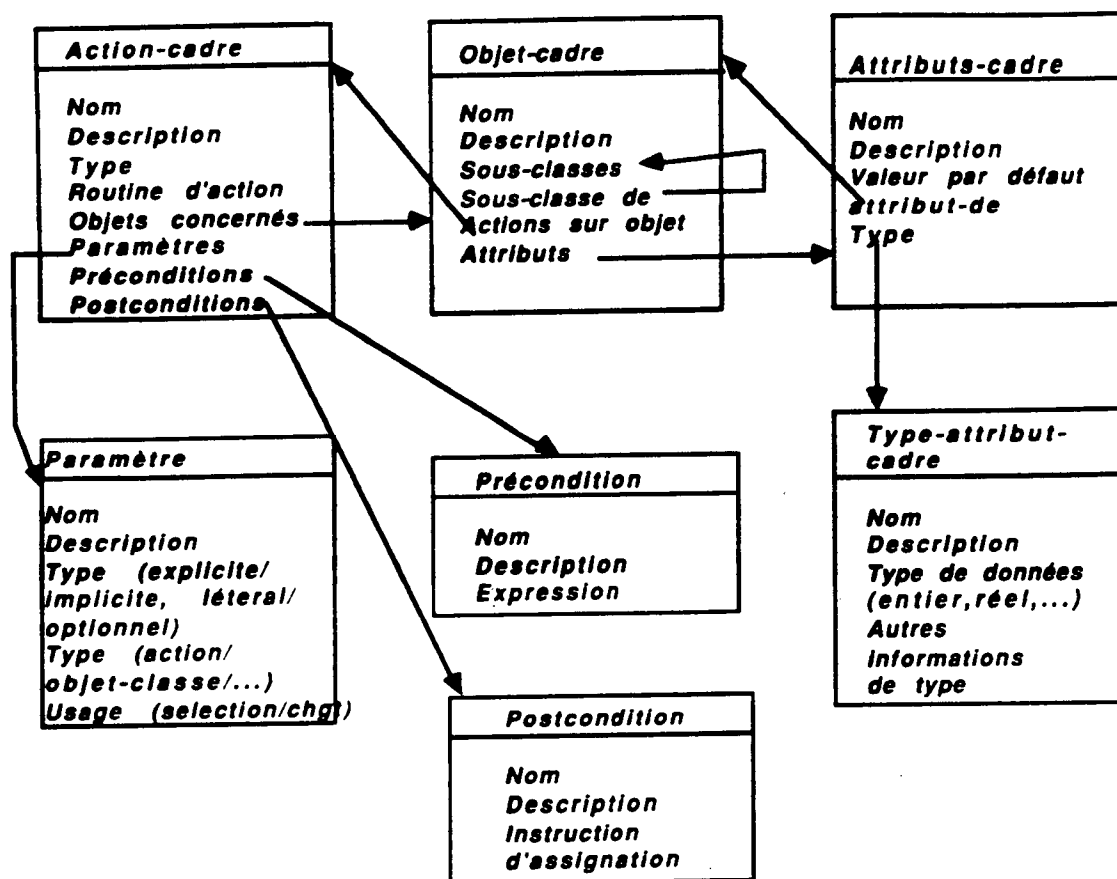 Action-cadre
Nom
Description
Type
Routine d'action
Objets concernés
Paramètres
Préconditions
Postconditions
Objet-cadre
Nom
Description
Sous-classes
Sous-classe de
Actions sur objet
Attributs
Attributs-cadre
Nom
Description
Valeur par défaut
attribut-de
Type
Paramètre
Nom
Description
Type (explicite/
implicite, léteral/
optionnel)
Type (action/
objet-classe/...)
Usage (selection/chgt)
Précondition
Nom
Description
Expression
Type-attribut-
cadre
Nom
Description
Type de données
(entier,réel,...)
Autres
Informations
de type
Postcondition
Nom
Description
Instruction
d'assignation